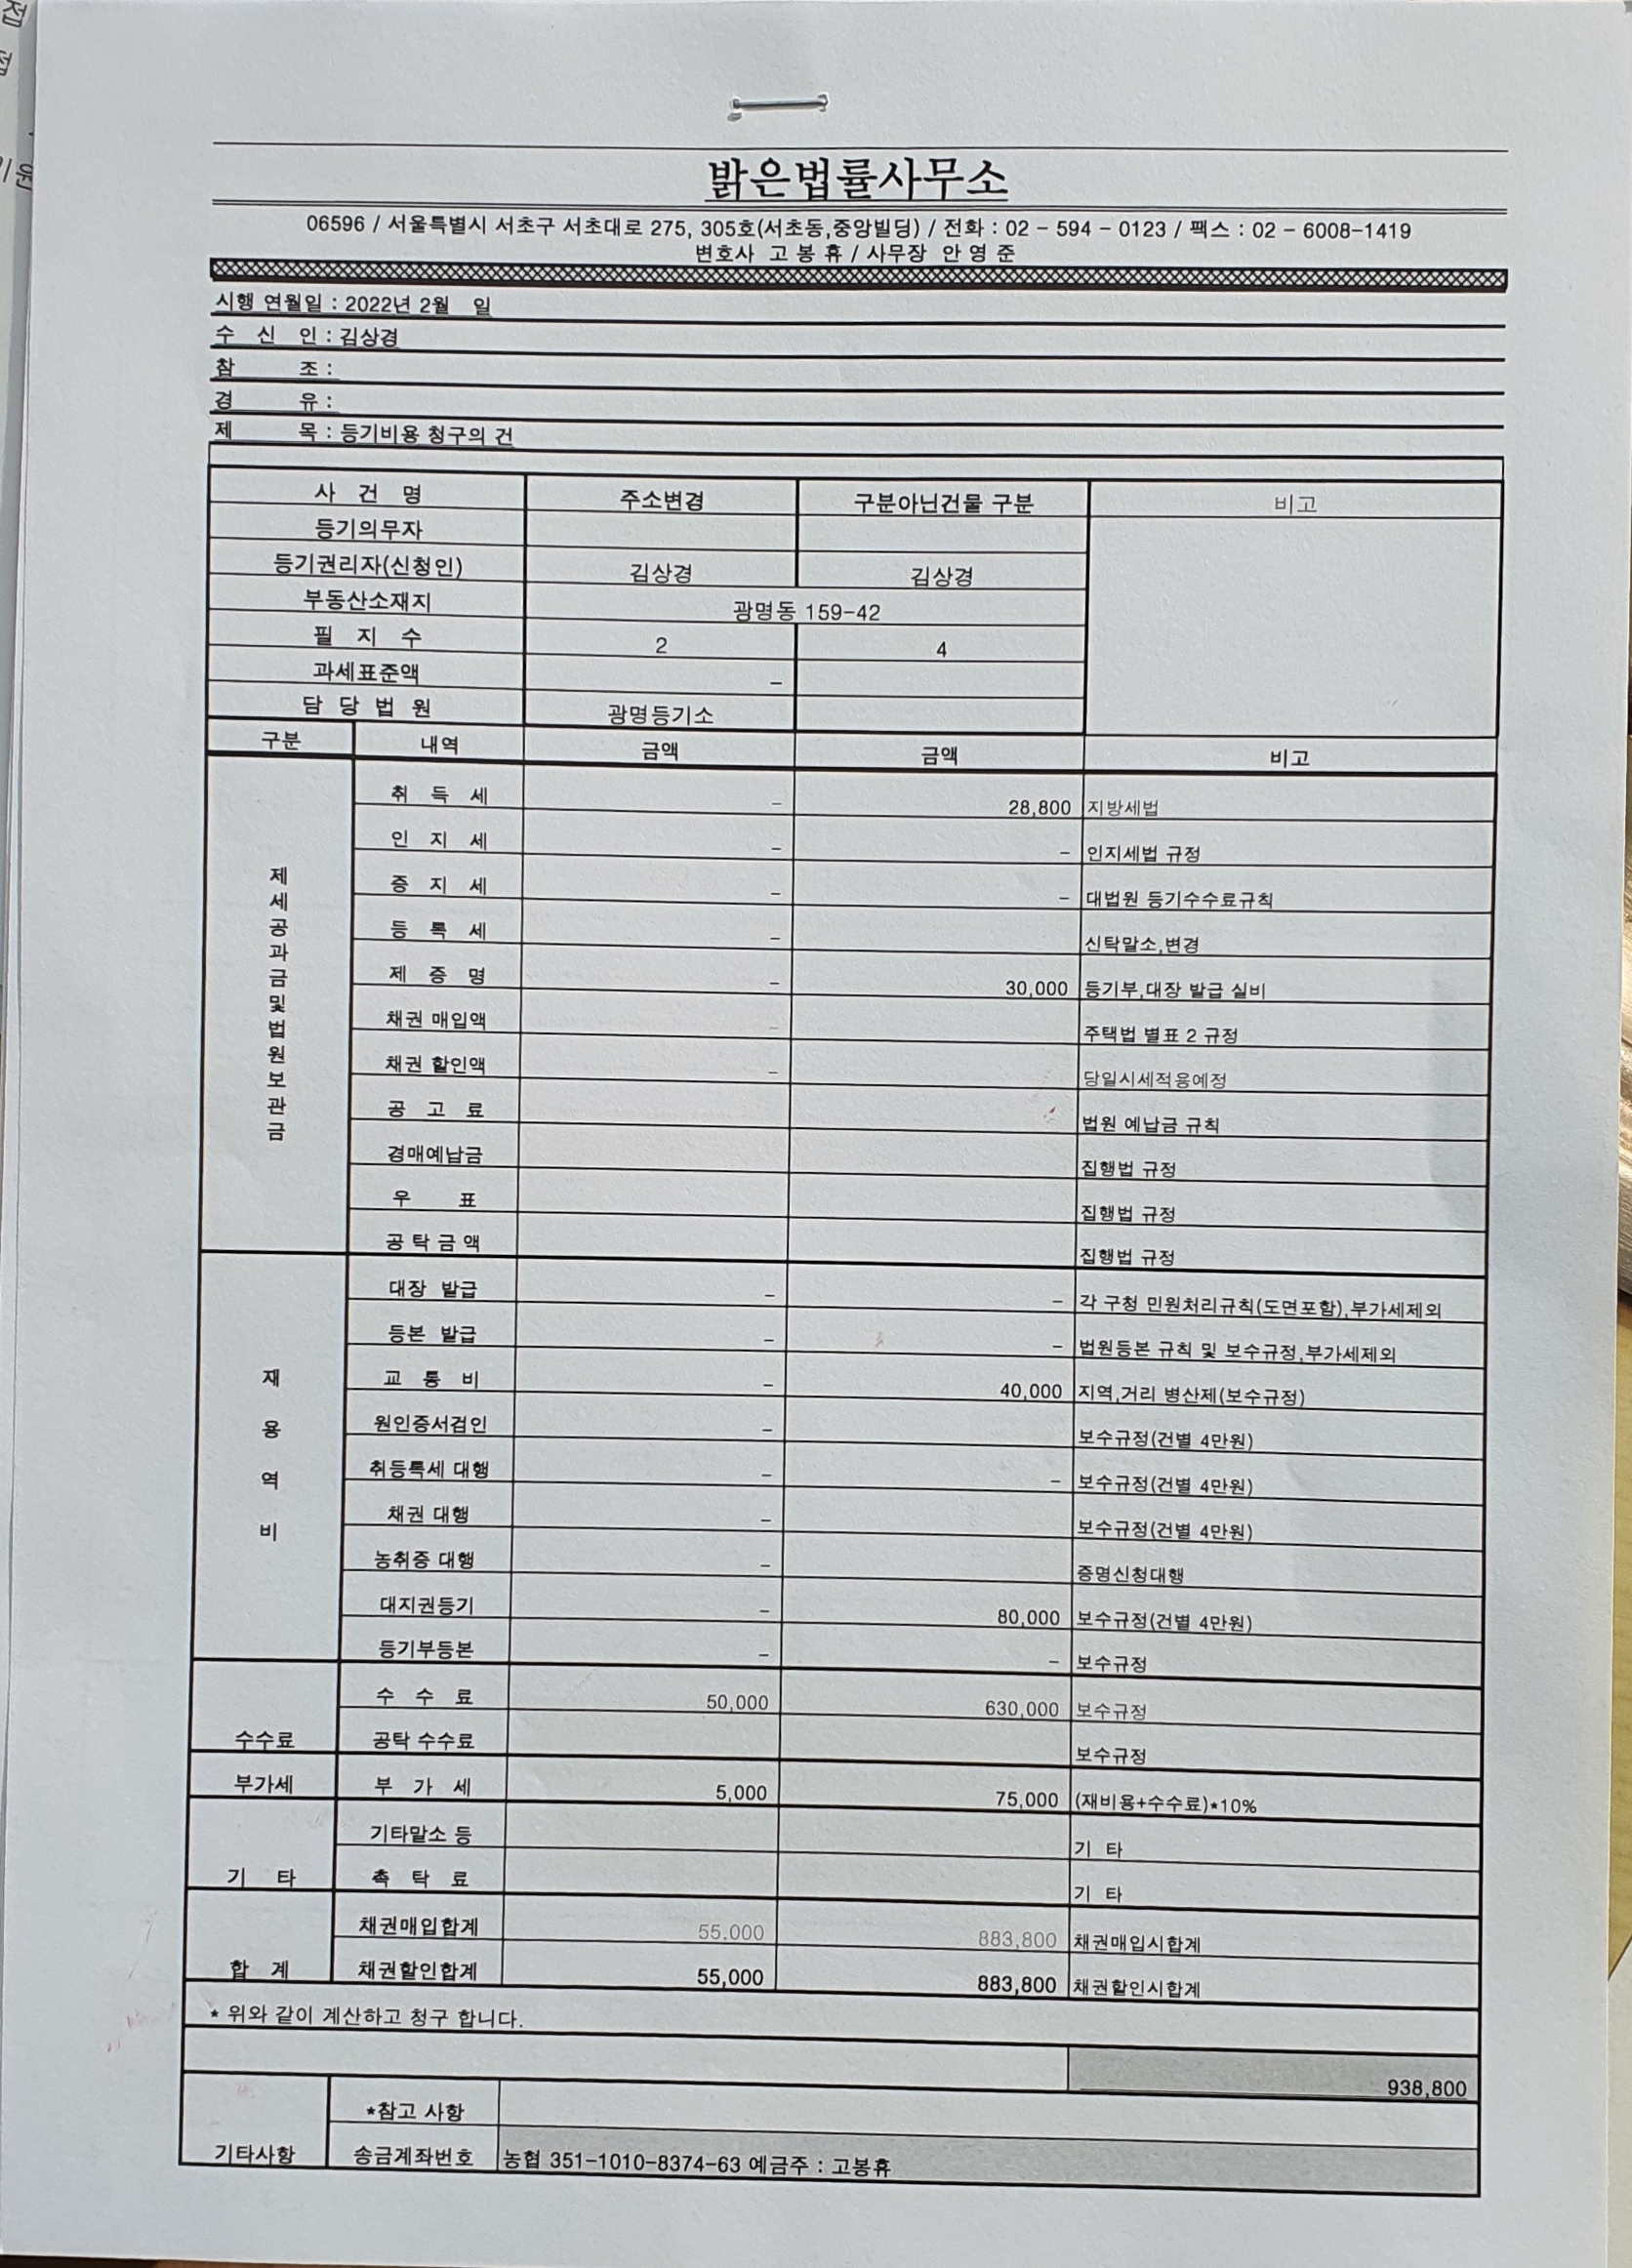 접
접
기원
밝은법률사무소
06596 / 서울특별시 서초구 서초대로 275, 305호(서초동,중앙빌딩) / 전화 : 02 - 594 - 0123 / 팩스 : 02 - 6008-1419
변호사 고 봉 휴 / 사무장 안 영 준
시행 연월일 : 2022년 2월 일
수 신 인 : 김상경
참 조 :
경 유 :
제 목 : 등기비용 청구의 건
사 건 명 주소변경 구분아닌건물 구분 비고
등기의무자
등기권리자(신청인) 김상경 김상경
부동산소재지 광명동 159-42
필 지 수 2 4
과세표준액 -
담 당 법 원 광명등기소
구분 내역 금액 금액 비고
제세공과금및법원보관금
취 득 세 - 28,800 지방세법
인 지 세 - - 인지세법 규정
증 지 세 - - 대법원 등기수수료규칙
등 록 세 - 신탁말소,변경
제 증 명 - 30,000 등기부,대장 발급 실비
채권 매입액 - 주택법 별표 2 규정
채권 할인액 - 당일시세적용예정
공 고 료 법원 예납금 규칙
경매예납금 집행법 규정
우 표 집행법 규정
공 탁 금 액 집행법 규정
재 용 역 비
대장 발급 - - 각 구청 민원처리규칙(도면포함),부가세제외
등본 발급 - - 법원등본 규칙 및 보수규정,부가세제외
교 통 비 - 40,000 지역,거리 병산제(보수규정)
원인증서검인 - 보수규정(건별 4만원)
취등록세 대행 - - 보수규정(건별 4만원)
채권 대행 - 보수규정(건별 4만원)
농취증 대행 - 증명신청대행
대지권등기 - 80,000 보수규정(건별 4만원)
등기부등본 - - 보수규정
수수료 수 수 료 50,000 630,000 보수규정
공탁 수수료 보수규정
부가세 부 가 세 5,000 75,000 (재비용+수수료)*10%
기 타 기타말소 등 기 타
촉 탁 료 기 타
합 계 채권매입합계 55,000 883,800 채권매입시합계
채권할인합계 55,000 883,800 채권할인시합계
* 위와 같이 계산하고 청구 합니다.
938,800
기타사항 *참고 사항
송금계좌번호 농협 351-1010-8374-63 예금주 : 고봉휴